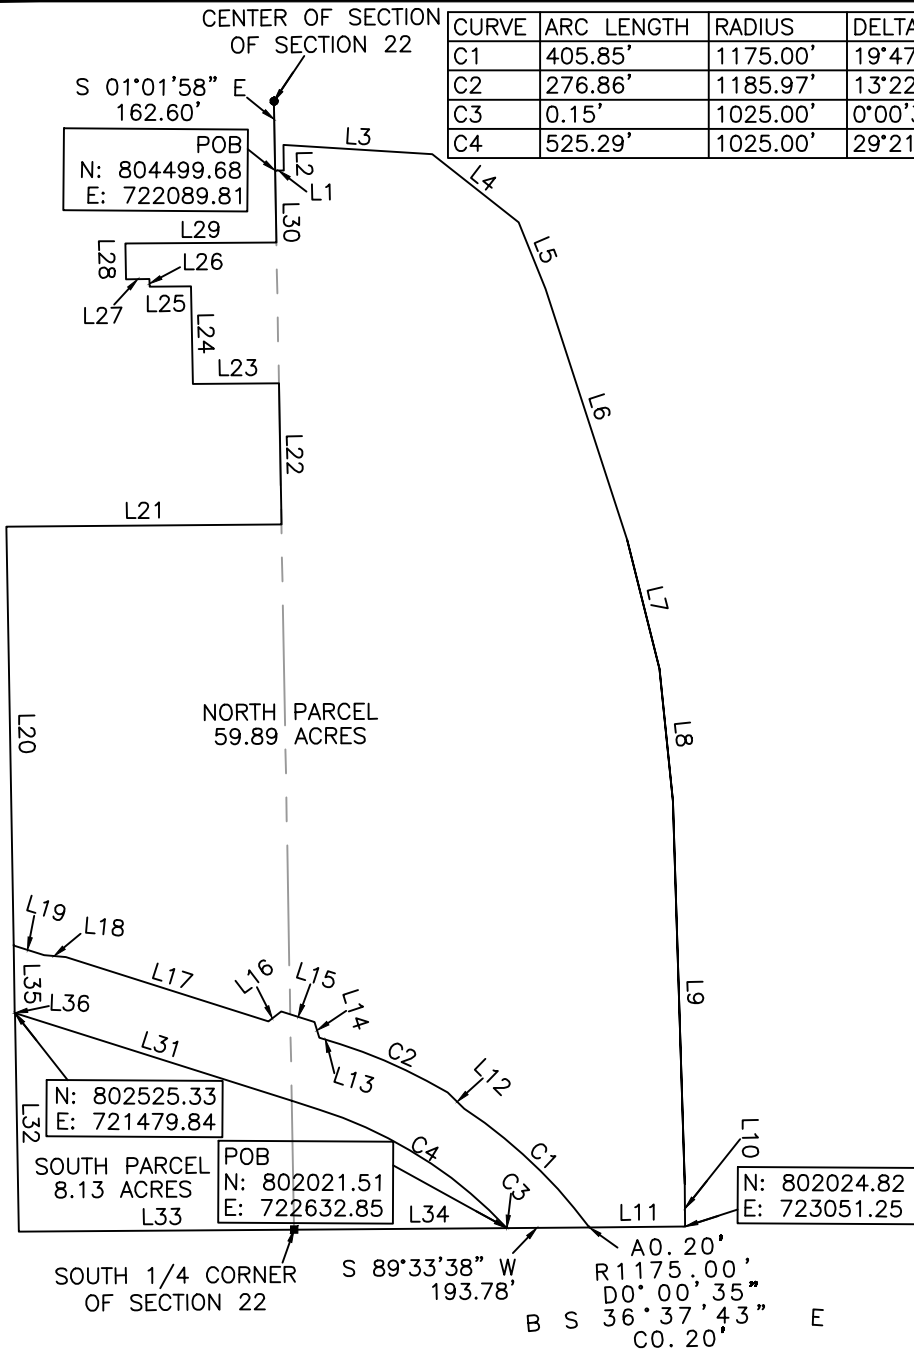 CENTER OF SECTION
OF SECTION 22
CURVE ARC LENGTH RADIUS
C1 405.85' 1175.00'
C2 276.86' 1185.97'
C3 0.15' 1025.00'
C4 525.29' 1025.00'
S 01°01'58" E
162.60'
POB
N: 804499.68
E: 722089.81
L3
L2
L1
L4
L30
L29
L5
L28
L26
L27
L25
L24
L23
L6
L22
L21
L7
L20
NORTH PARCEL
59.89 ACRES
L8
L19
L18
L17
L16
L15
L14
L9
L35
L36
L31
C2
L13
L12
N: 802525.33
E: 721479.84
L32
C4
C1
L10
SOUTH PARCEL
8.13 ACRES
POB
N: 802021.51
E: 722632.85
C3
N: 802024.82
E: 723051.25
L33
L34
L11
SOUTH 1/4 CORNER
OF SECTION 22
S 89°33'38" W
193.78'
A0.20'
R1175.00'
D0°00'35"
B S 36°37'43" E
C0.20'